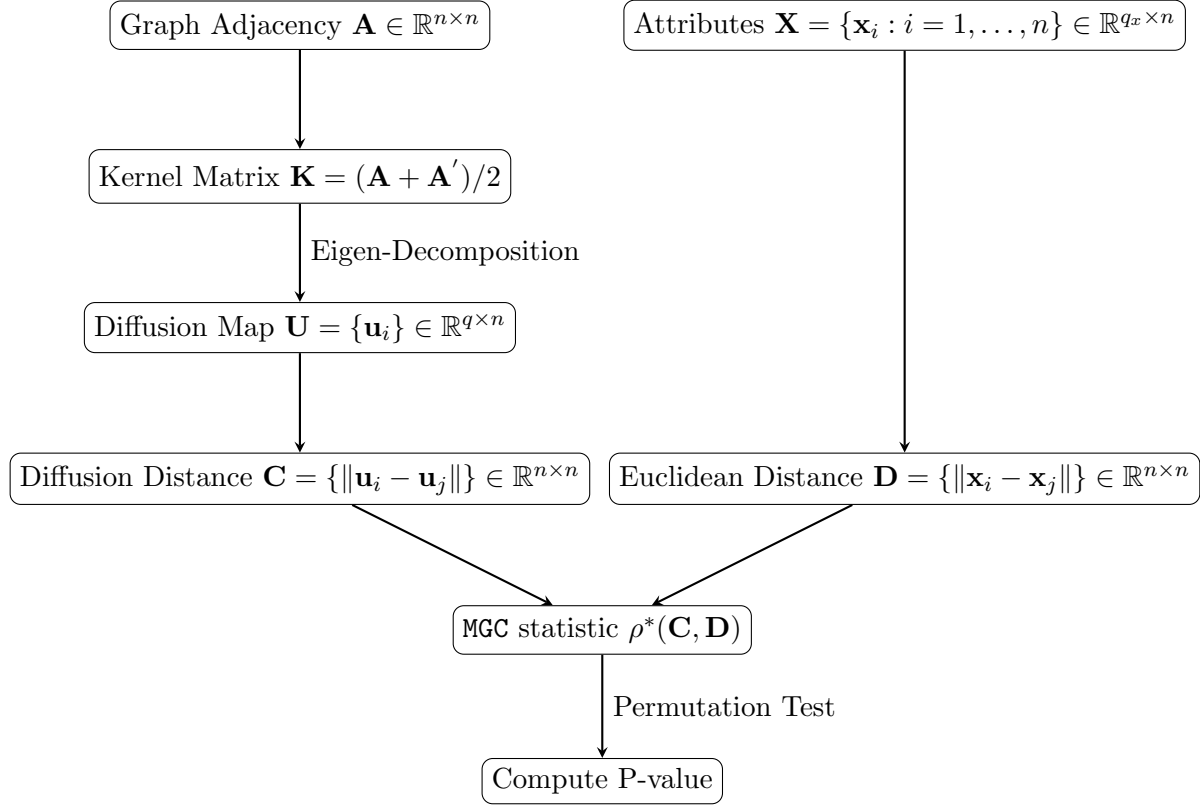 Graph Adjacency A ∈ ℝ^{n×n}
Attributes X = {x_i : i = 1, . . . , n} ∈ ℝ^{q_x×n}
Kernel Matrix K = (A + A')/2
Eigen-Decomposition
Diffusion Map U = {u_i} ∈ ℝ^{q×n}
Diffusion Distance C = {‖u_i − u_j‖} ∈ ℝ^{n×n}
Euclidean Distance D = {‖x_i − x_j‖} ∈ ℝ^{n×n}
MGC statistic ρ*(C, D)
Permutation Test
Compute P-value